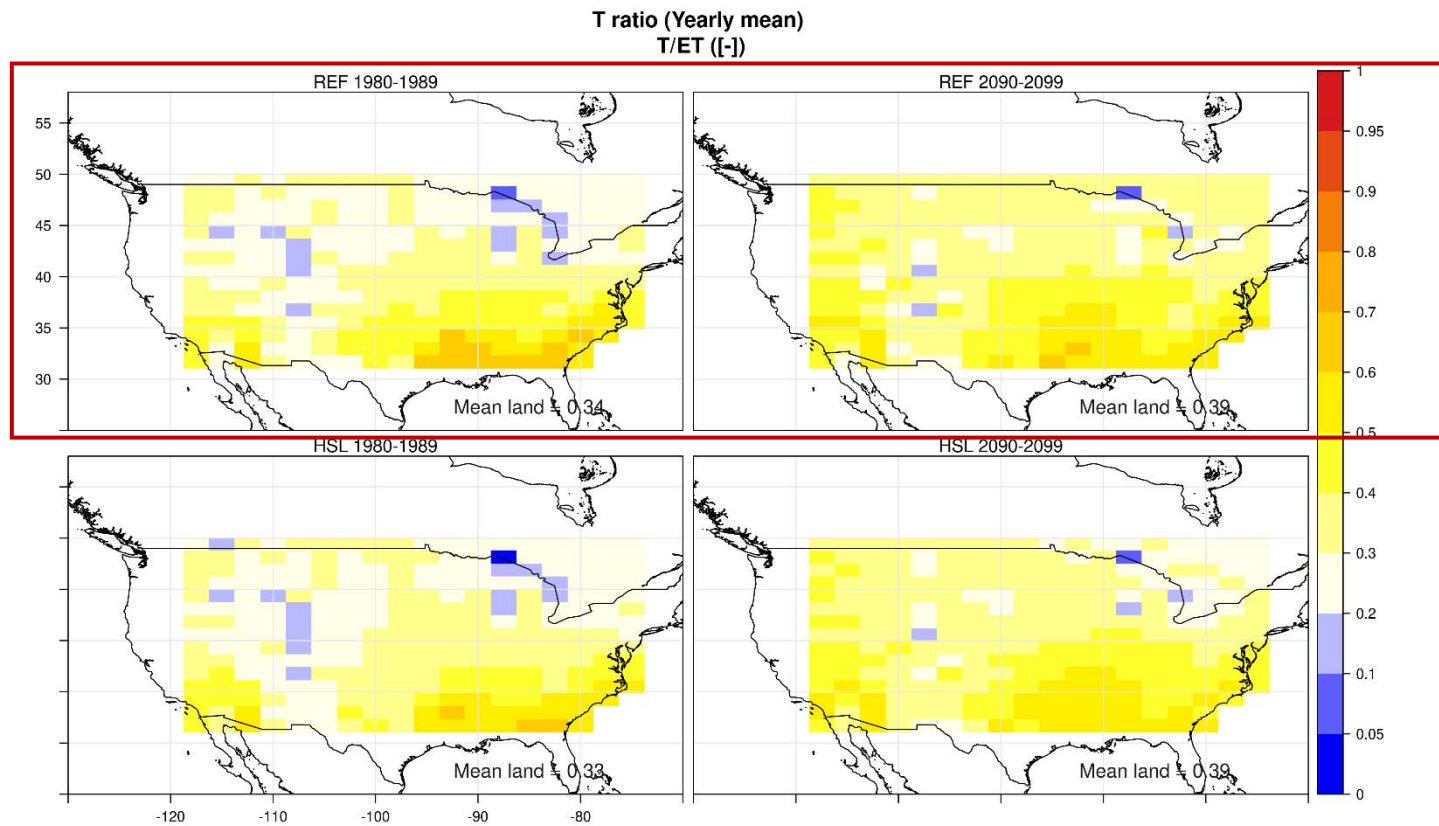 T ratio (Yearly mean)
T/ET ([-])
REF 1980-1989
REF 2090-2099
55
50
45
40
35
30
Mean land = 0.34
Mean land = 0.39
HSL 1980-1989
HSL 2090-2099
Mean land = 0.33
Mean land = 0.39
-120
-110
-100
-90
-80
1
0.95
0.9
0.8
0.7
0.6
0.5
0.4
0.3
0.2
0.1
0.05
0